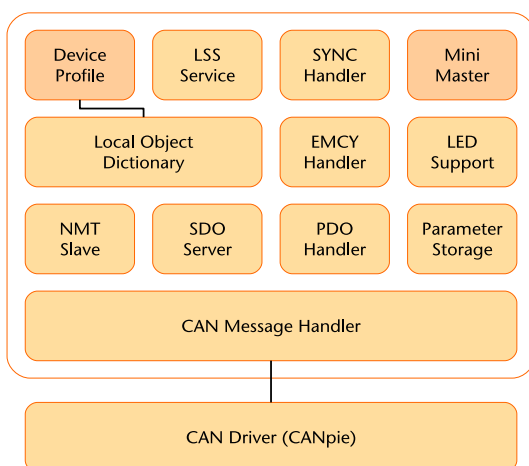 Device
Profile
LSS
Service
SYNC
Handler
Mini
Master
Local Object
Dictionary
EMCY
Handler
LED
Support
NMT
Slave
SDO
Server
PDO
Handler
Parameter
Storage
CAN Message Handler
CAN Driver (CANpie)